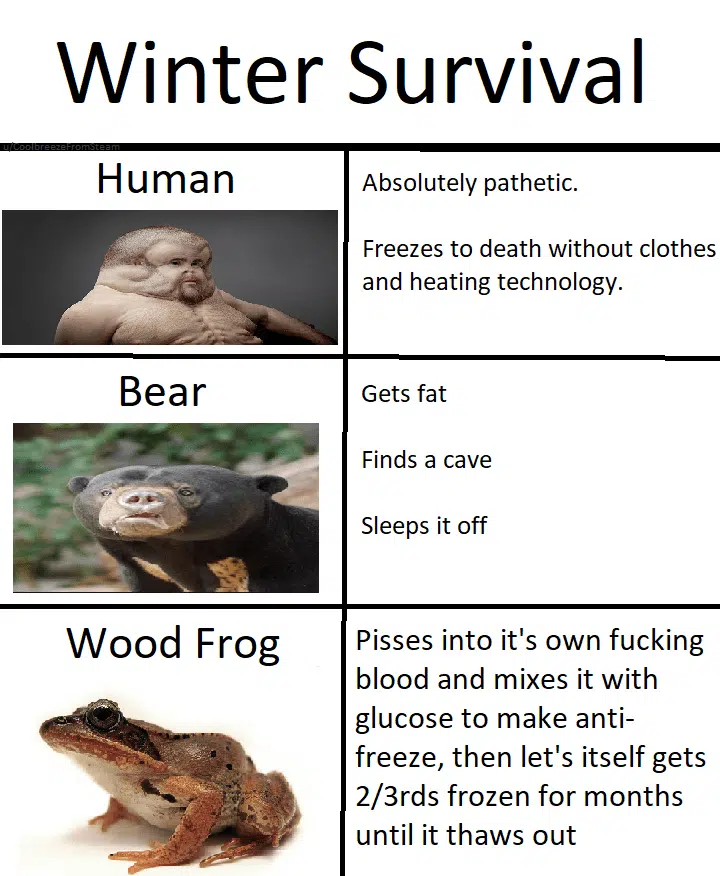 Winter Survival
u/CoolbreezeFromSteam
Human
Absolutely pathetic.
Freezes to death without clothes
and heating technology.
Bear
Gets fat
Finds a cave
Sleeps it off
Wood Frog
Pisses into it's own fucking
blood and mixes it with
glucose to make anti-
freeze, then let's itself gets
2/3rds frozen for months
until it thaws out